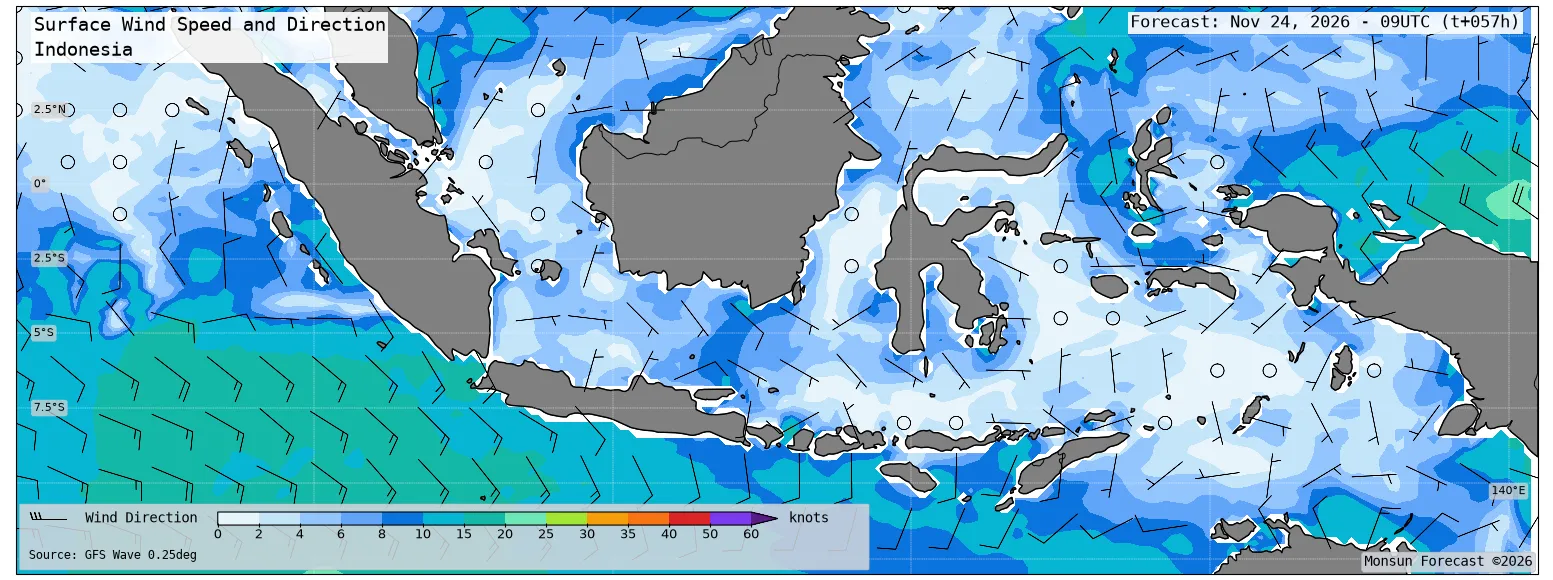 Surface Wind Speed and Direction
Indonesia
Forecast: Nov 24, 2026 - 09UTC (t+057h)
2.5°N
0°
2.5°S
5°S
7.5°S
140°E
Wind Direction
0 2 4 6 8 10 15 20 25 30 35 40 50 60
knots
Source: GFS Wave 0.25deg
Monsun Forecast ©2026